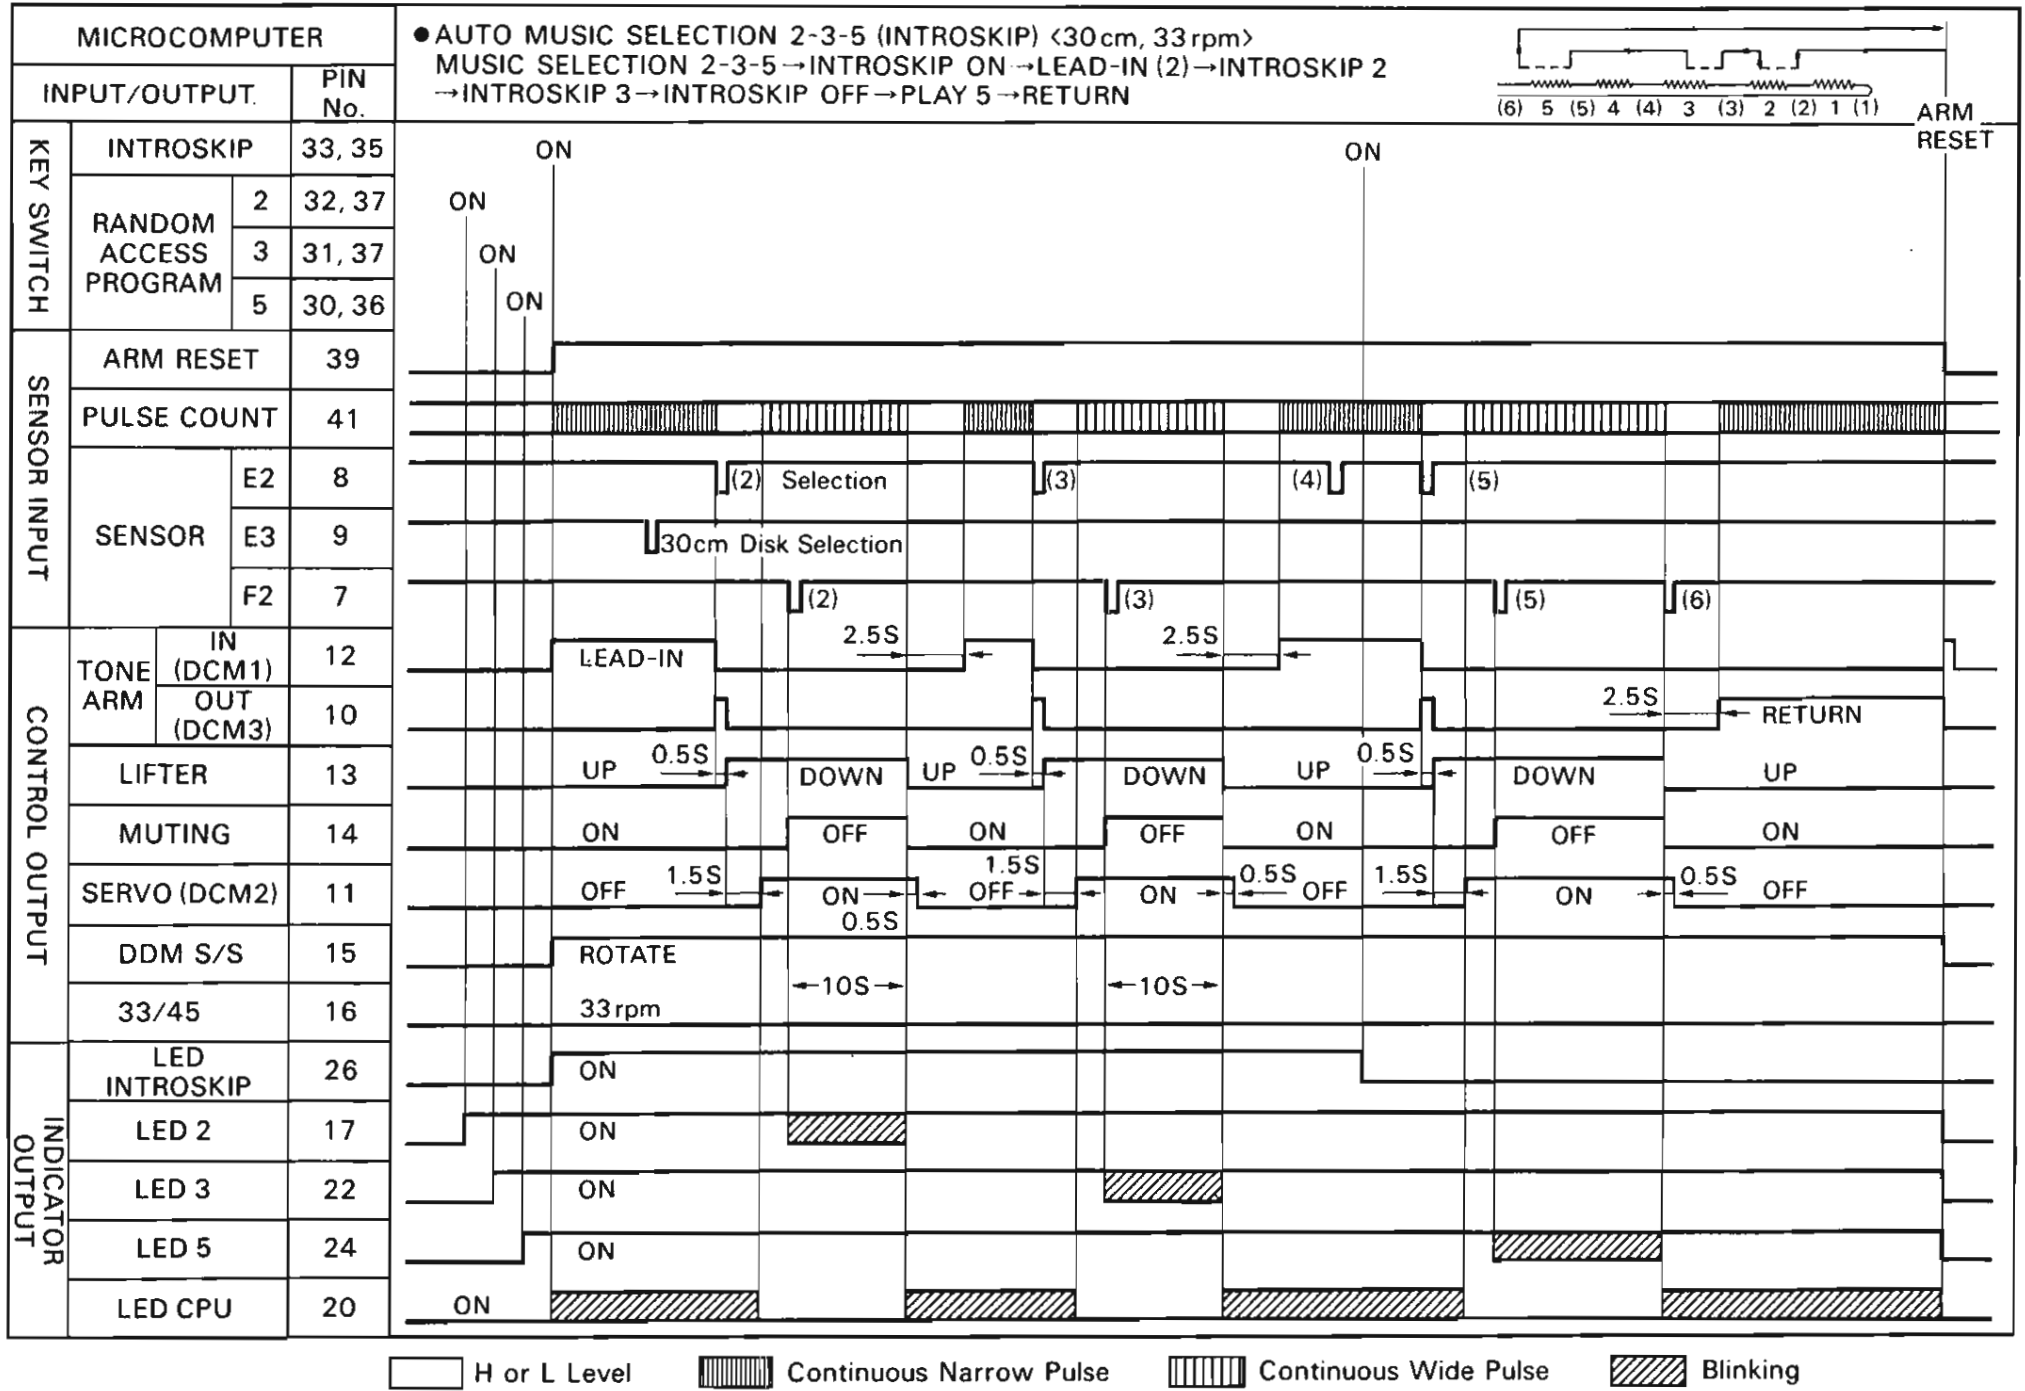 MICROCOMPUTER
INPUT/OUTPUT.
PIN
No.
●AUTO MUSIC SELECTION 2-3-5 (INTROSKIP) <30cm, 33rpm>
MUSIC SELECTION 2-3-5→INTROSKIP ON→LEAD-IN (2)→INTROSKIP 2
→INTROSKIP 3→INTROSKIP OFF→PLAY 5→RETURN
(6) 5 (5) 4 (4) 3 (3) 2 (2) 1 (1)
ARM
RESET
KEY SWITCH
INTROSKIP 33, 35 ON ON
RANDOM
ACCESS
PROGRAM
2 32, 37 ON
3 31, 37 ON
5 30, 36 ON
SENSOR INPUT
ARM RESET 39
PULSE COUNT 41
SENSOR
E2 8 (2) Selection (3) (4) (5)
E3 9 30cm Disk Selection
F2 7 (2) (3) (5) (6)
CONTROL OUTPUT
TONE
ARM
IN
(DCM1)
12 LEAD-IN 2.5S 2.5S
OUT
(DCM3)
10 2.5S RETURN
LIFTER 13 UP 0.5S DOWN UP 0.5S DOWN UP 0.5S DOWN UP
MUTING 14 ON OFF ON OFF ON OFF ON
SERVO (DCM2) 11 OFF 1.5S ON 0.5S OFF 1.5S ON 0.5S OFF 1.5S ON 0.5S OFF
DDM S/S 15 ROTATE
10S 10S
33/45 16 33rpm
INDICATOR
OUTPUT
LED
INTROSKIP
26 ON
LED 2 17 ON
LED 3 22 ON
LED 5 24 ON
LED CPU 20 ON
H or L Level
Continuous Narrow Pulse
Continuous Wide Pulse
Blinking